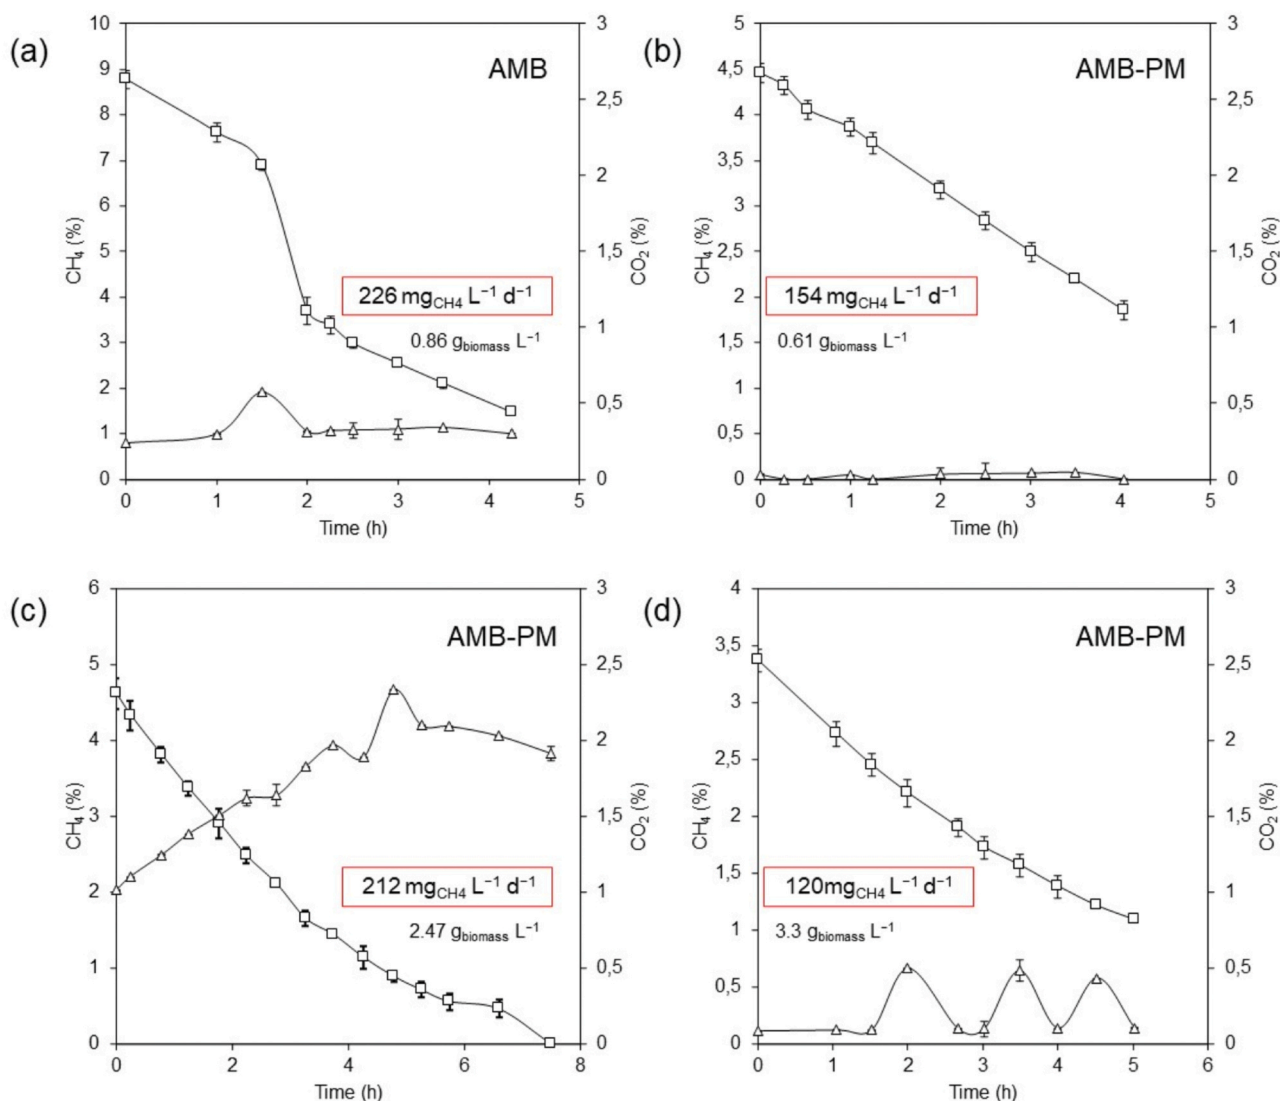 (a)
AMB
10
9
8
7
6
5
4
3
2
1
0
CH₄ (%)
3
2,5
2
1,5
1
0,5
0
CO₂ (%)
226 mg_CH4 L⁻¹ d⁻¹
0.86 g_biomass L⁻¹
0 1 2 3 4 5
Time (h)
(b)
AMB-PM
5
4,5
4
3,5
3
2,5
2
1,5
1
0,5
0
CH₄ (%)
3
2,5
2
1,5
1
0,5
0
CO₂ (%)
154 mg_CH4 L⁻¹ d⁻¹
0.61 g_biomass L⁻¹
0 1 2 3 4 5
Time (h)
(c)
AMB-PM
6
5
4
3
2
1
0
CH₄ (%)
3
2,5
2
1,5
1
0,5
0
CO₂ (%)
212 mg_CH4 L⁻¹ d⁻¹
2.47 g_biomass L⁻¹
0 2 4 6 8
Time (h)
(d)
AMB-PM
4
3,5
3
2,5
2
1,5
1
0,5
0
CH₄ (%)
3
2,5
2
1,5
1
0,5
0
CO₂ (%)
120mg_CH4 L⁻¹ d⁻¹
3.3 g_biomass L⁻¹
0 1 2 3 4 5 6
Time (h)